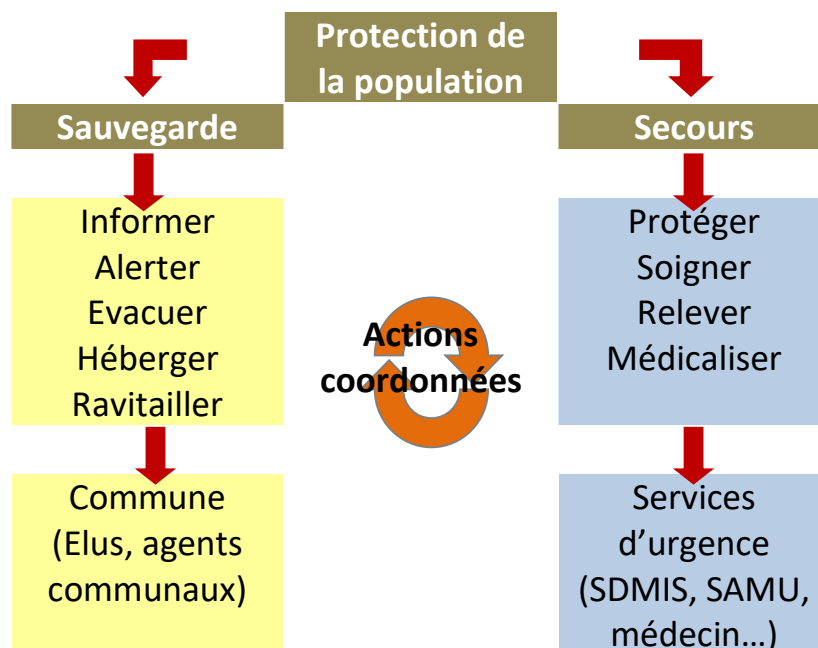 Protection de
la population
Sauvegarde
Secours
Informer
Alerter
Evacuer
Héberger
Ravitailler
Actions
coordonnées
Protéger
Soigner
Relever
Médicaliser
Commune
(Elus, agents
communaux)
Services
d’urgence
(SDMIS, SAMU,
médecin…)